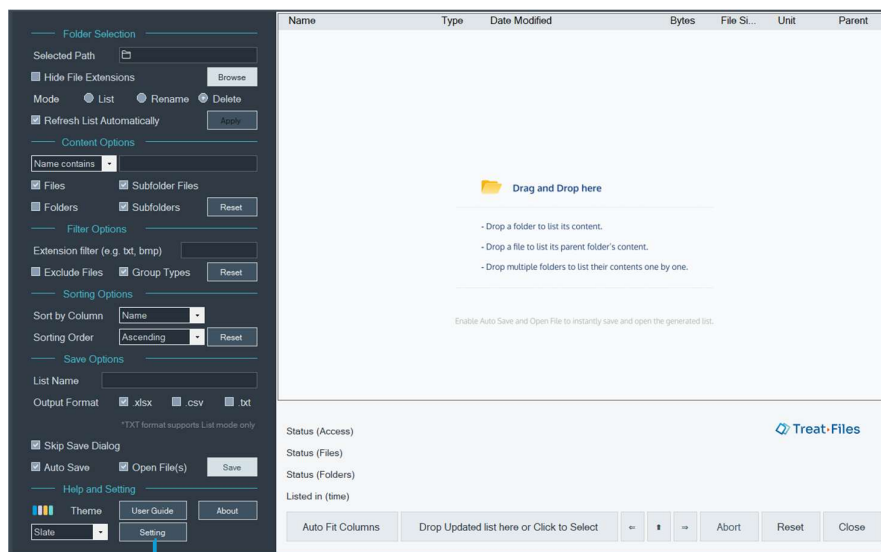 Folder Selection
Selected Path
Hide File Extensions Browse
Mode List Rename Delete
Refresh List Automatically Apply
Content Options
Name contains
Files Subfolder Files
Folders Subfolders Reset
Filter Options
Extension filter (e.g. txt, bmp)
Exclude Files Group Types Reset
Sorting Options
Sort by Column Name
Sorting Order Ascending Reset
Save Options
List Name
Output Format .xlsx .csv .txt
*TXT format supports List mode only
Skip Save Dialog
Auto Save Open File(s) Save
Help and Setting
Theme User Guide About
Slate Setting
Name Type Date Modified Bytes File Si... Unit Parent
Drag and Drop here
- Drop a folder to list its content.
- Drop a file to list its parent folder's content.
- Drop multiple folders to list their contents one by one.
Enable Auto Save and Open File to instantly save and open the generated list.
Status (Access)
Status (Files)
Status (Folders)
Listed in (time)
Treat·Files
Auto Fit Columns Drop Updated list here or Click to Select ⇐ ⬆ ⇒ Abort Reset Close